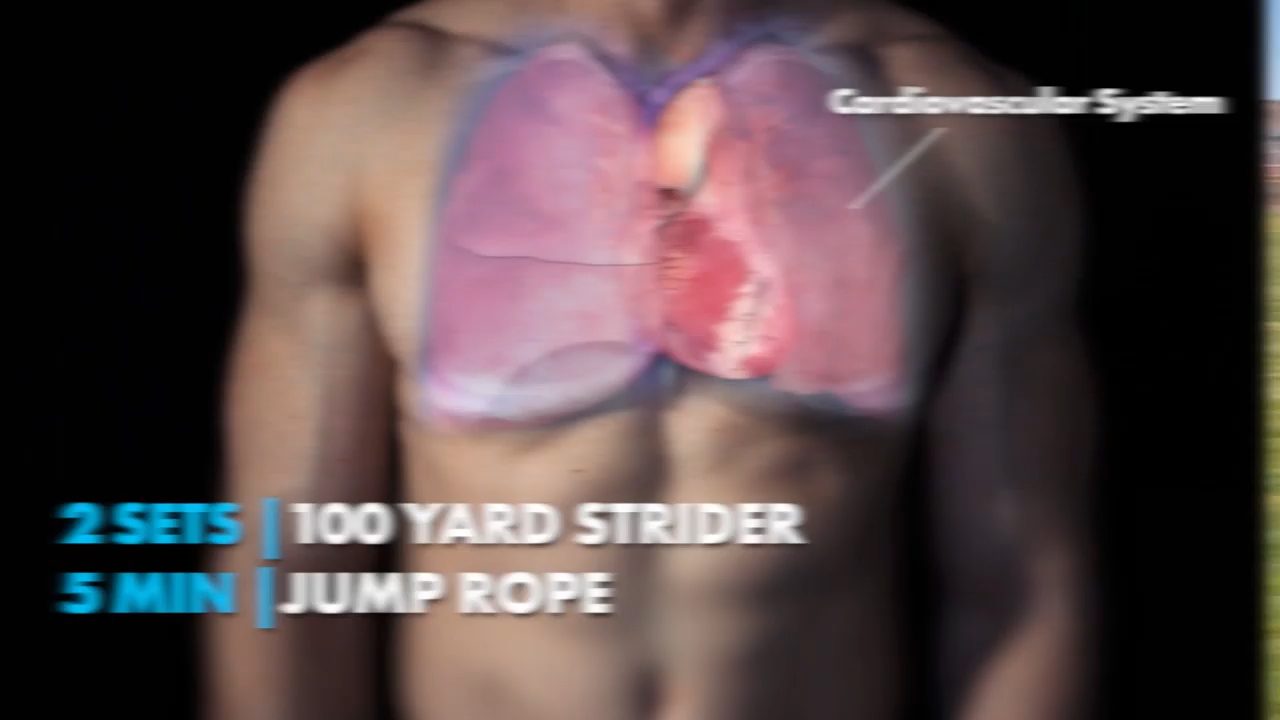 Cardiovascular System
2 SETS | 100 YARD STRIDER
5 MIN | JUMP ROPE